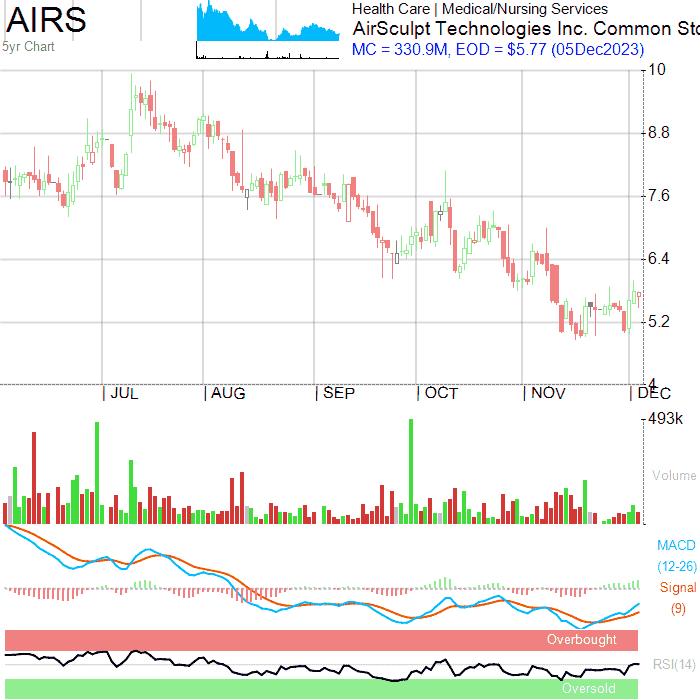 AIRS
5yr Chart
Health Care | Medical/Nursing Services
AirSculpt Technologies Inc. Common Sto
MC = 330.9M, EOD = $5.77 (05Dec2023)
10
8.8
7.6
6.4
5.2
4
| JUL | AUG | SEP | OCT | NOV | DEC
493k
Volume
MACD
(12-26)
Signal
(9)
Overbought
RSI(14)
Oversold